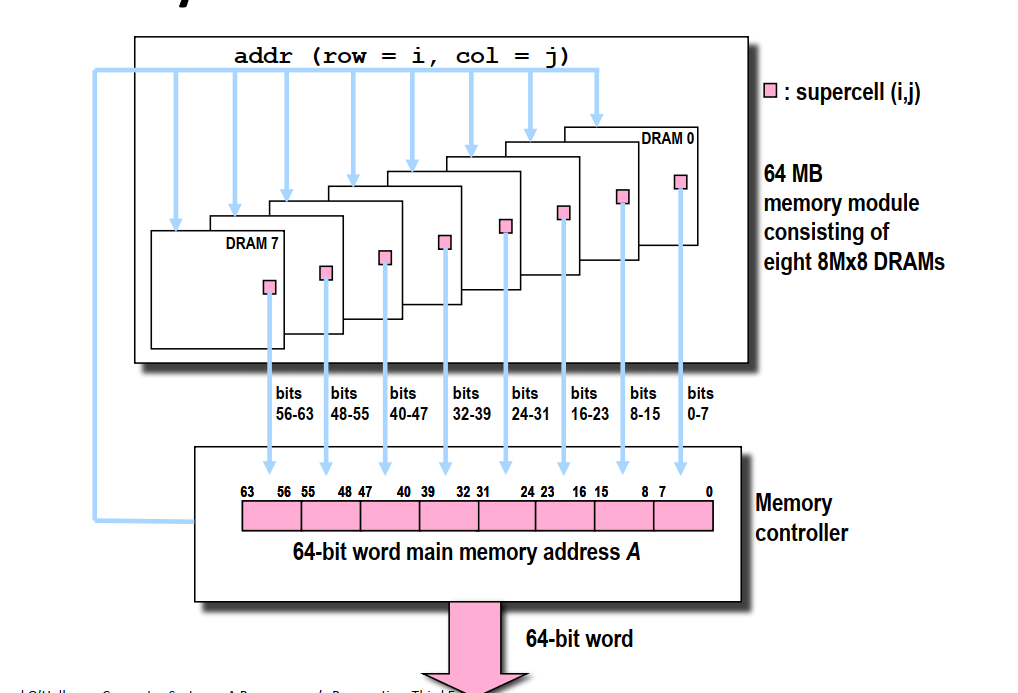 addr (row = i, col = j)
: supercell (i,j)
DRAM 0
64 MB
memory module
consisting of
eight 8Mx8 DRAMs
DRAM 7
bits
56-63
bits
48-55
bits
40-47
bits
32-39
bits
24-31
bits
16-23
bits
8-15
bits
0-7
63 56 55 48 47 40 39 32 31 24 23 16 15 8 7 0
Memory
controller
64-bit word main memory address A
64-bit word